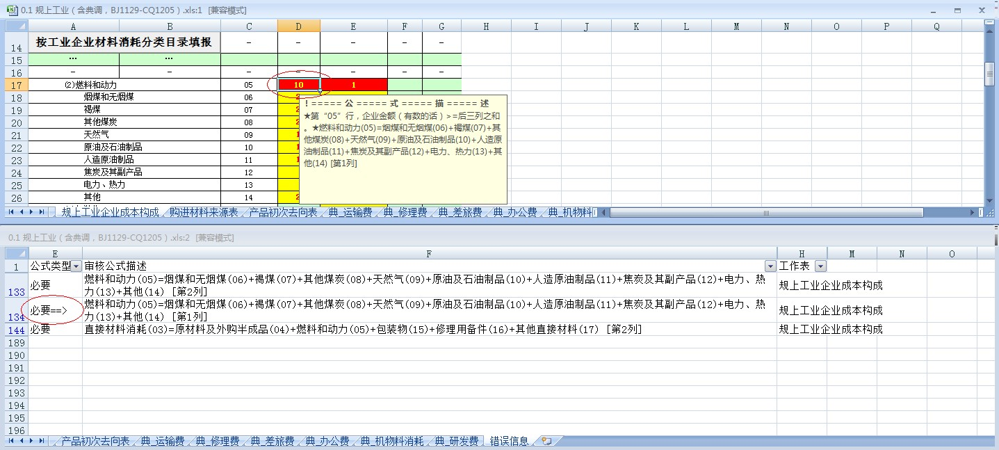 0.1 规上工业（含典调，BJ1129-CQ1205）.xls:1 [兼容模式]
A B C D E F G H I J K L M N O P Q
14 按工业企业材料消耗分类目录填报 － － － － －
15 … …
16 － － － － － － －
17 (2)燃料和动力 05 10 1
18 烟煤和无烟煤 06 2
19 褐煤 07 2
20 其他煤炭 08 2
21 天然气 09 1
22 原油及石油制品 10 1
23 人造原油制品 11 1
24 焦炭及其副产品 12
25 电力、热力 13
26 其他 14 2
! ===== 公 ===== 式 ===== 描 ===== 述
★第“05”行，企业金额（有数的话）>=后三列之和
。★燃料和动力(05)=烟煤和无烟煤(06)+褐煤(07)+其
他煤炭(08)+天然气(09)+原油及石油制品(10)+人造原
油制品(11)+焦炭及其副产品(12)+电力、热力(13)+其
他(14) [第1列]
规上工业企业成本构成 购进材料来源表 产品初次去向表 典_运输费 典_修理费 典_差旅费 典_办公费 典_机物料
0.1 规上工业（含典调，BJ1129-CQ1205）.xls:2 [兼容模式]
E F H M N O
1 公式类型 审核公式描述 工作表
133 必要 燃料和动力(05)=烟煤和无烟煤(06)+褐煤(07)+其他煤炭(08)+天然气(09)+原油及石油制品(10)+人造原油制品(11)+焦炭及其副产品(12)+电力、热
力(13)+其他(14) [第2列] 规上工业企业成本构成
134 必要==> 燃料和动力(05)=烟煤和无烟煤(06)+褐煤(07)+其他煤炭(08)+天然气(09)+原油及石油制品(10)+人造原油制品(11)+焦炭及其副产品(12)+电力、热
力(13)+其他(14) [第1列] 规上工业企业成本构成
144 必要 直接材料消耗(03)=原材料及外购半成品(04)+燃料和动力(05)+包装物(15)+修理用备件(16)+其他直接材料(17) [第2列] 规上工业企业成本构成
189
190
191
192
193
194
195
196
产品初次去向表 典_运输费 典_修理费 典_差旅费 典_办公费 典_机物料消耗 典_研发费 错误信息